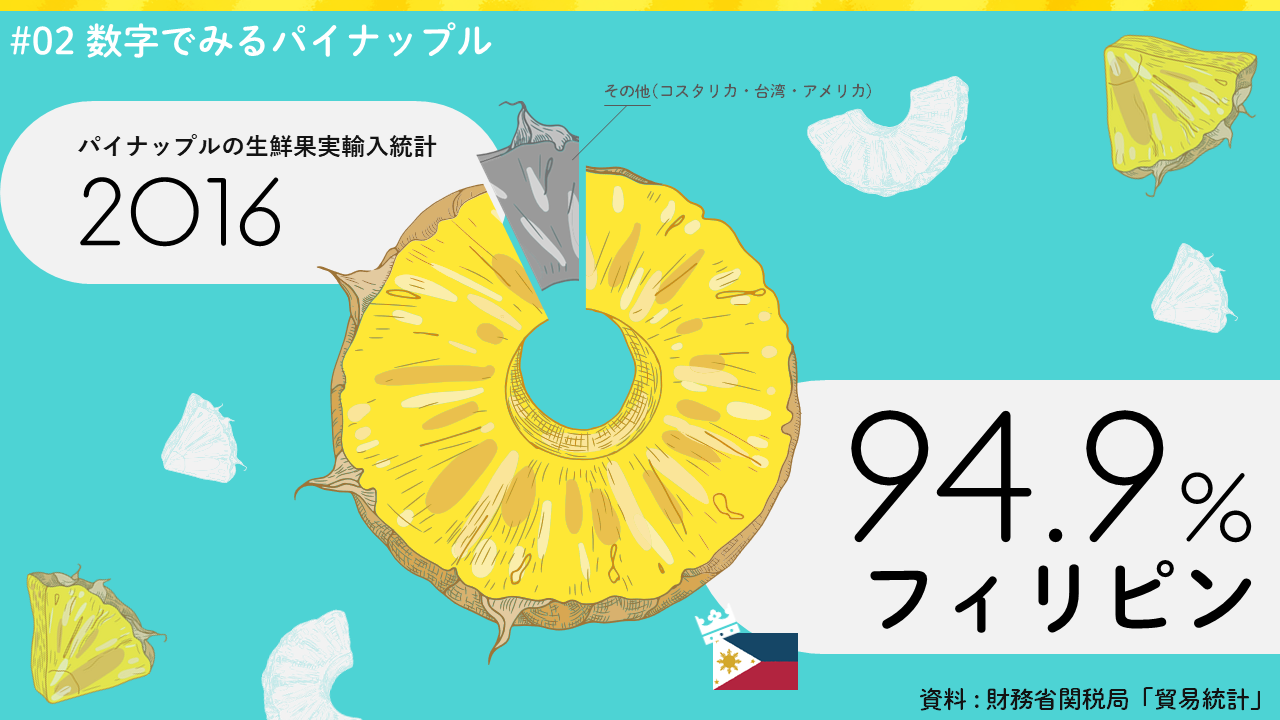 #02 数字でみるパイナップル
その他(コスタリカ・台湾・アメリカ)
パイナップルの生鮮果実輸入統計
2016
94.9%
フィリピン
資料 : 財務省関税局「貿易統計」